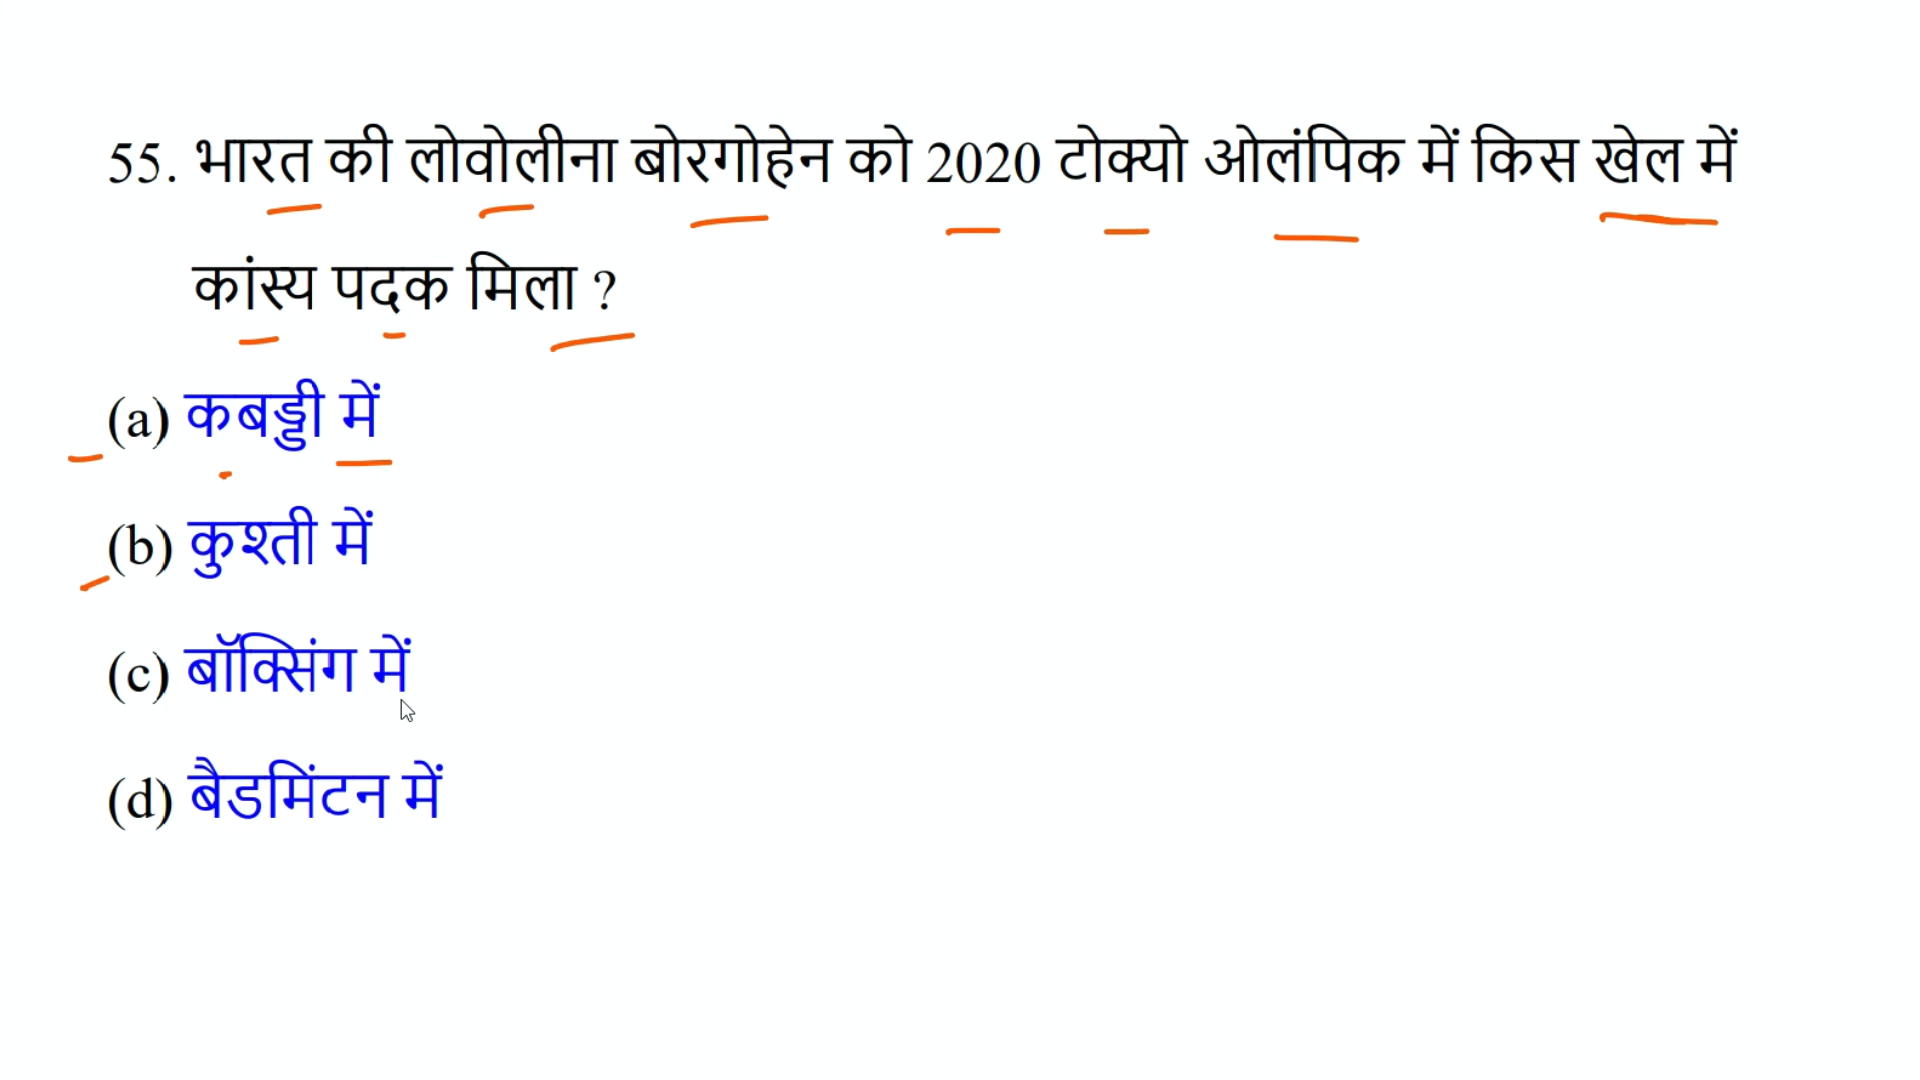 55. भारत की लोवोलीना बोरगोहेन को 2020 टोक्यो ओलंपिक में किस खेल में
कांस्य पदक मिला ?
(a) कबड्डी में
(b) कुश्ती में
(c) बॉक्सिंग में
(d) बैडमिंटन में